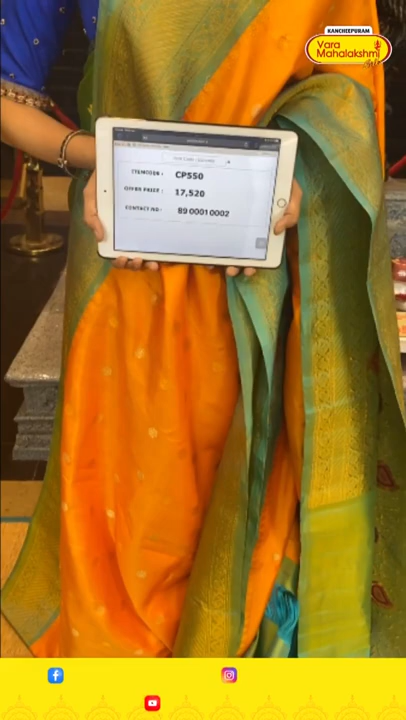 KANCHEEPURAM
Vara
Mahalakshmi
ITEMCODE : CP550
OFFER PRICE : 17,520
CONTACT NO : 89 0001 0002